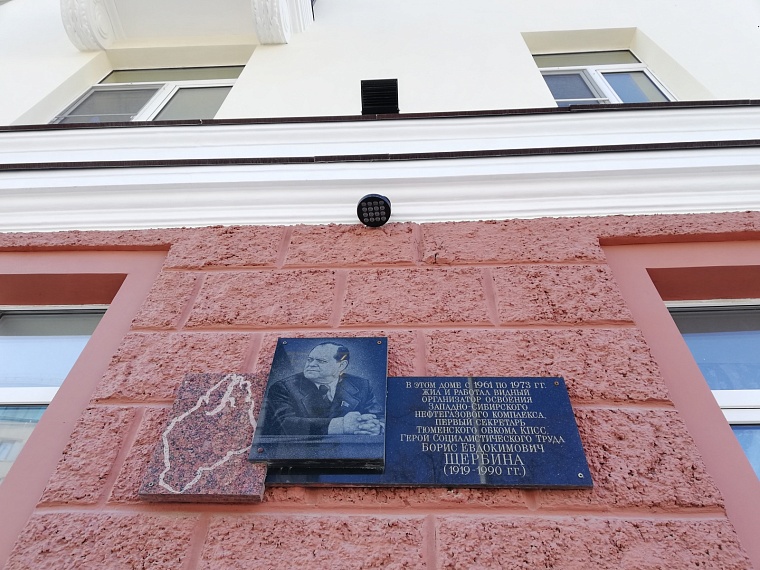 В ЭТОМ ДОМЕ С 1961 ПО 1973 ГГ.
ЖИЛ И РАБОТАЛ ВИДНЫЙ
ОРГАНИЗАТОР ОСВОЕНИЯ
ЗАПАДНО-СИБИРСКОГО
НЕФТЕГАЗОВОГО КОМПЛЕКСА,
ПЕРВЫЙ СЕКРЕТАРЬ
ТЮМЕНСКОГО ОБКОМА КПСС,
ГЕРОЙ СОЦИАЛИСТИЧЕСКОГО ТРУДА
БОРИС ЕВДОКИМОВИЧ
ЩЕРБИНА
(1919-1990 ГГ.)